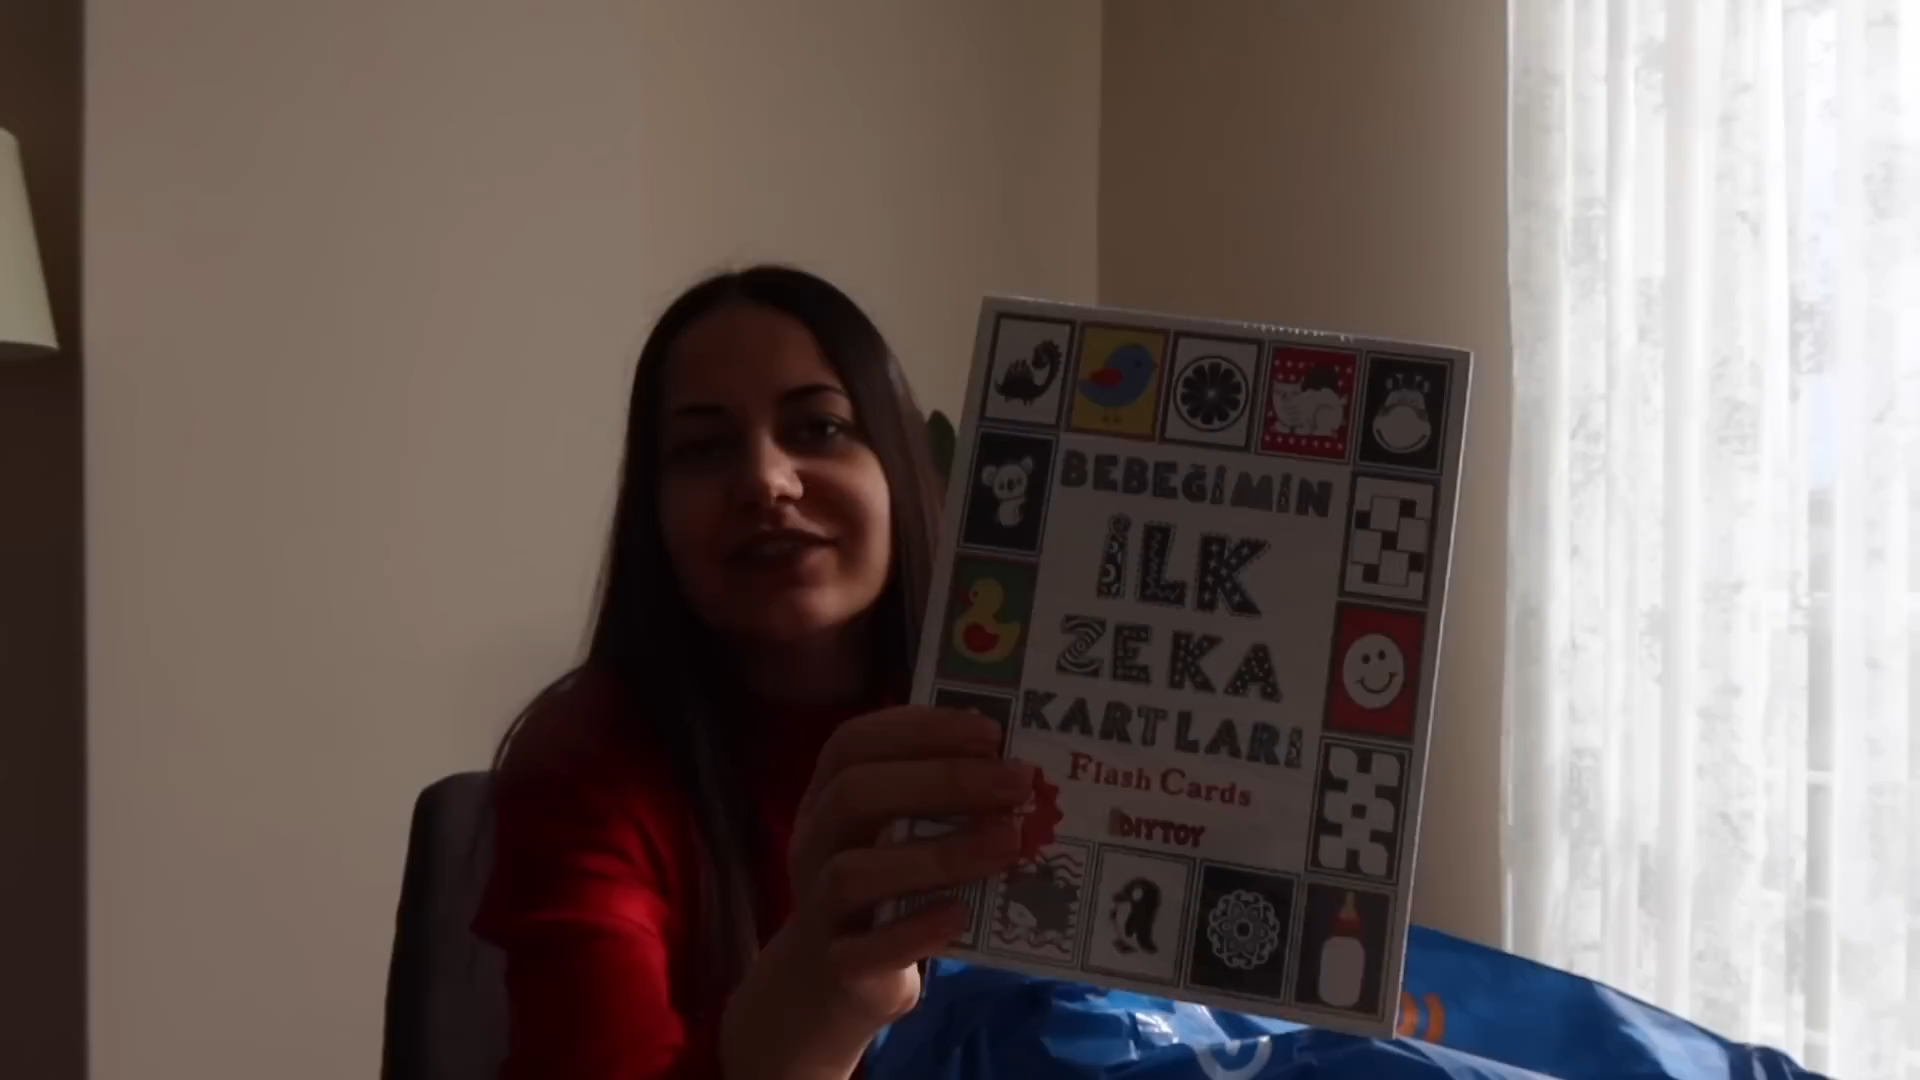 BEBEĞİMİN
İLK
ZEKA
KARTLARI
Flash Cards
DIYTOY